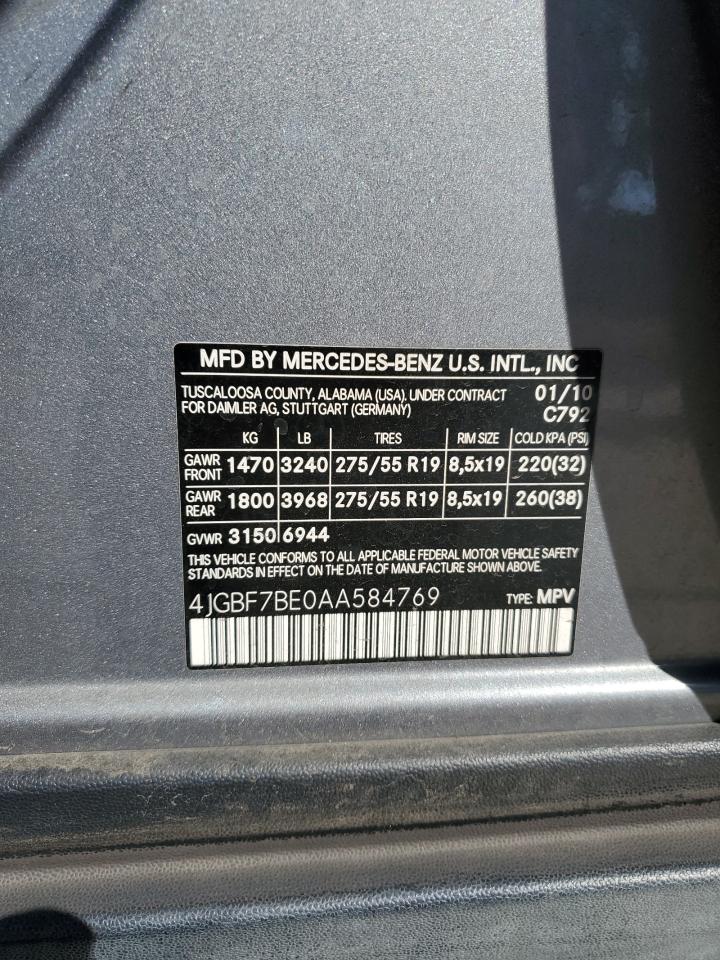 MFD BY MERCEDES-BENZ U.S. INTL., INC
TUSCALOOSA COUNTY, ALABAMA (USA). UNDER CONTRACT 01/10
FOR DAIMLER AG, STUTTGART (GERMANY) C792
KG LB TIRES RIM SIZE COLD KPA (PSI)
GAWR FRONT 1470 3240 275/55 R19 8,5x19 220(32)
GAWR REAR 1800 3968 275/55 R19 8,5x19 260(38)
GVWR 3150 6944
THIS VEHICLE CONFORMS TO ALL APPLICABLE FEDERAL MOTOR VEHICLE SAFETY
STANDARDS IN EFFECT ON THE DATE OF MANUFACTURE SHOWN ABOVE.
4JGBF7BE0AA584769 TYPE: MPV